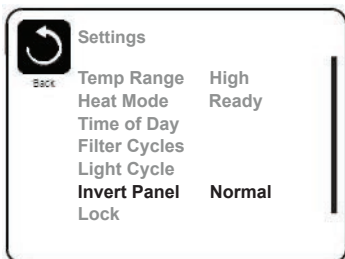 Settings
Back
Temp Range High
Heat Mode Ready
Time of Day
Filter Cycles
Light Cycle
Invert Panel Normal
Lock